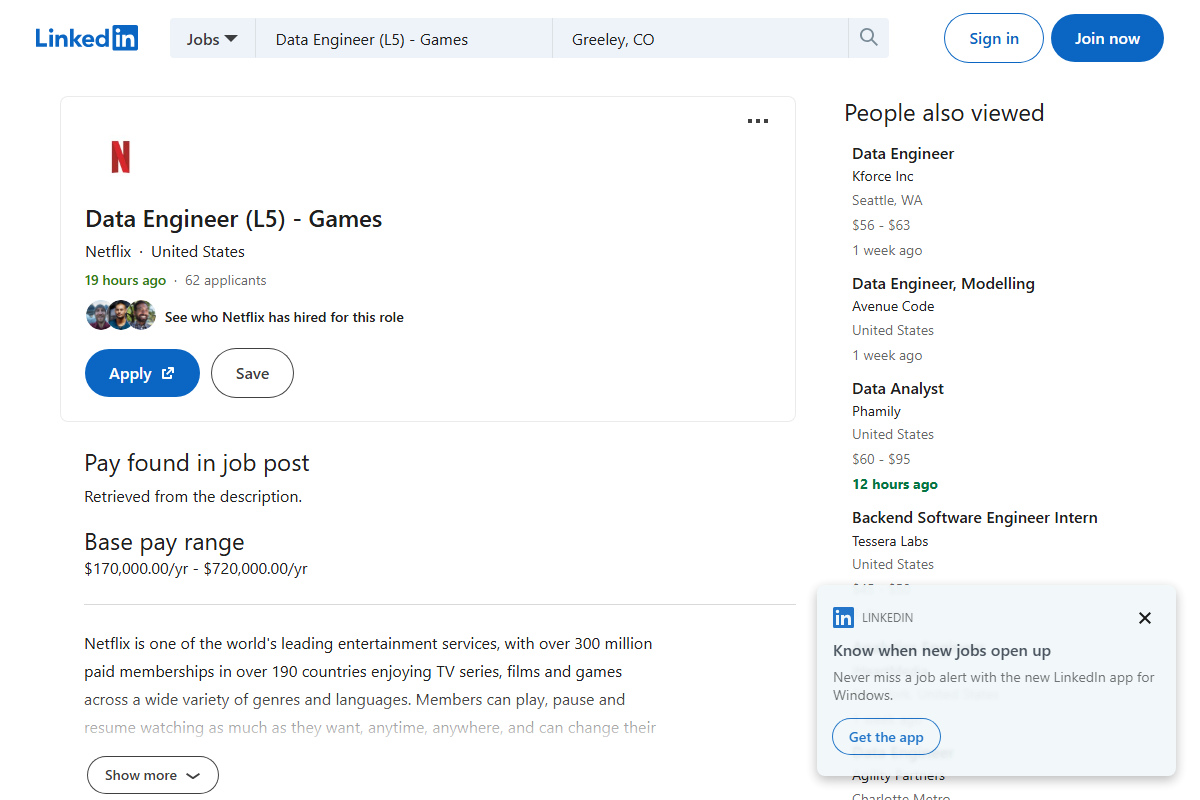 Linked in
Jobs
Data Engineer (L5) - Games
Greeley, CO
Sign in
Join now
N
Data Engineer (L5) - Games
Netflix · United States
19 hours ago · 62 applicants
See who Netflix has hired for this role
Apply
Save
Pay found in job post
Retrieved from the description.
Base pay range
$170,000.00/yr - $720,000.00/yr
Netflix is one of the world's leading entertainment services, with over 300 million
paid memberships in over 190 countries enjoying TV series, films and games
across a wide variety of genres and languages. Members can play, pause and
resume watching as much as they want, anytime, anywhere, and can change their
Show more
People also viewed
Data Engineer
Kforce Inc
Seattle, WA
$56 - $63
1 week ago
Data Engineer, Modelling
Avenue Code
United States
1 week ago
Data Analyst
Phamily
United States
$60 - $95
12 hours ago
Backend Software Engineer Intern
Tessera Labs
United States
in LINKEDIN
Know when new jobs open up
Never miss a job alert with the new LinkedIn app for
Windows.
Get the app
Agility Partners
Charlotte Metro